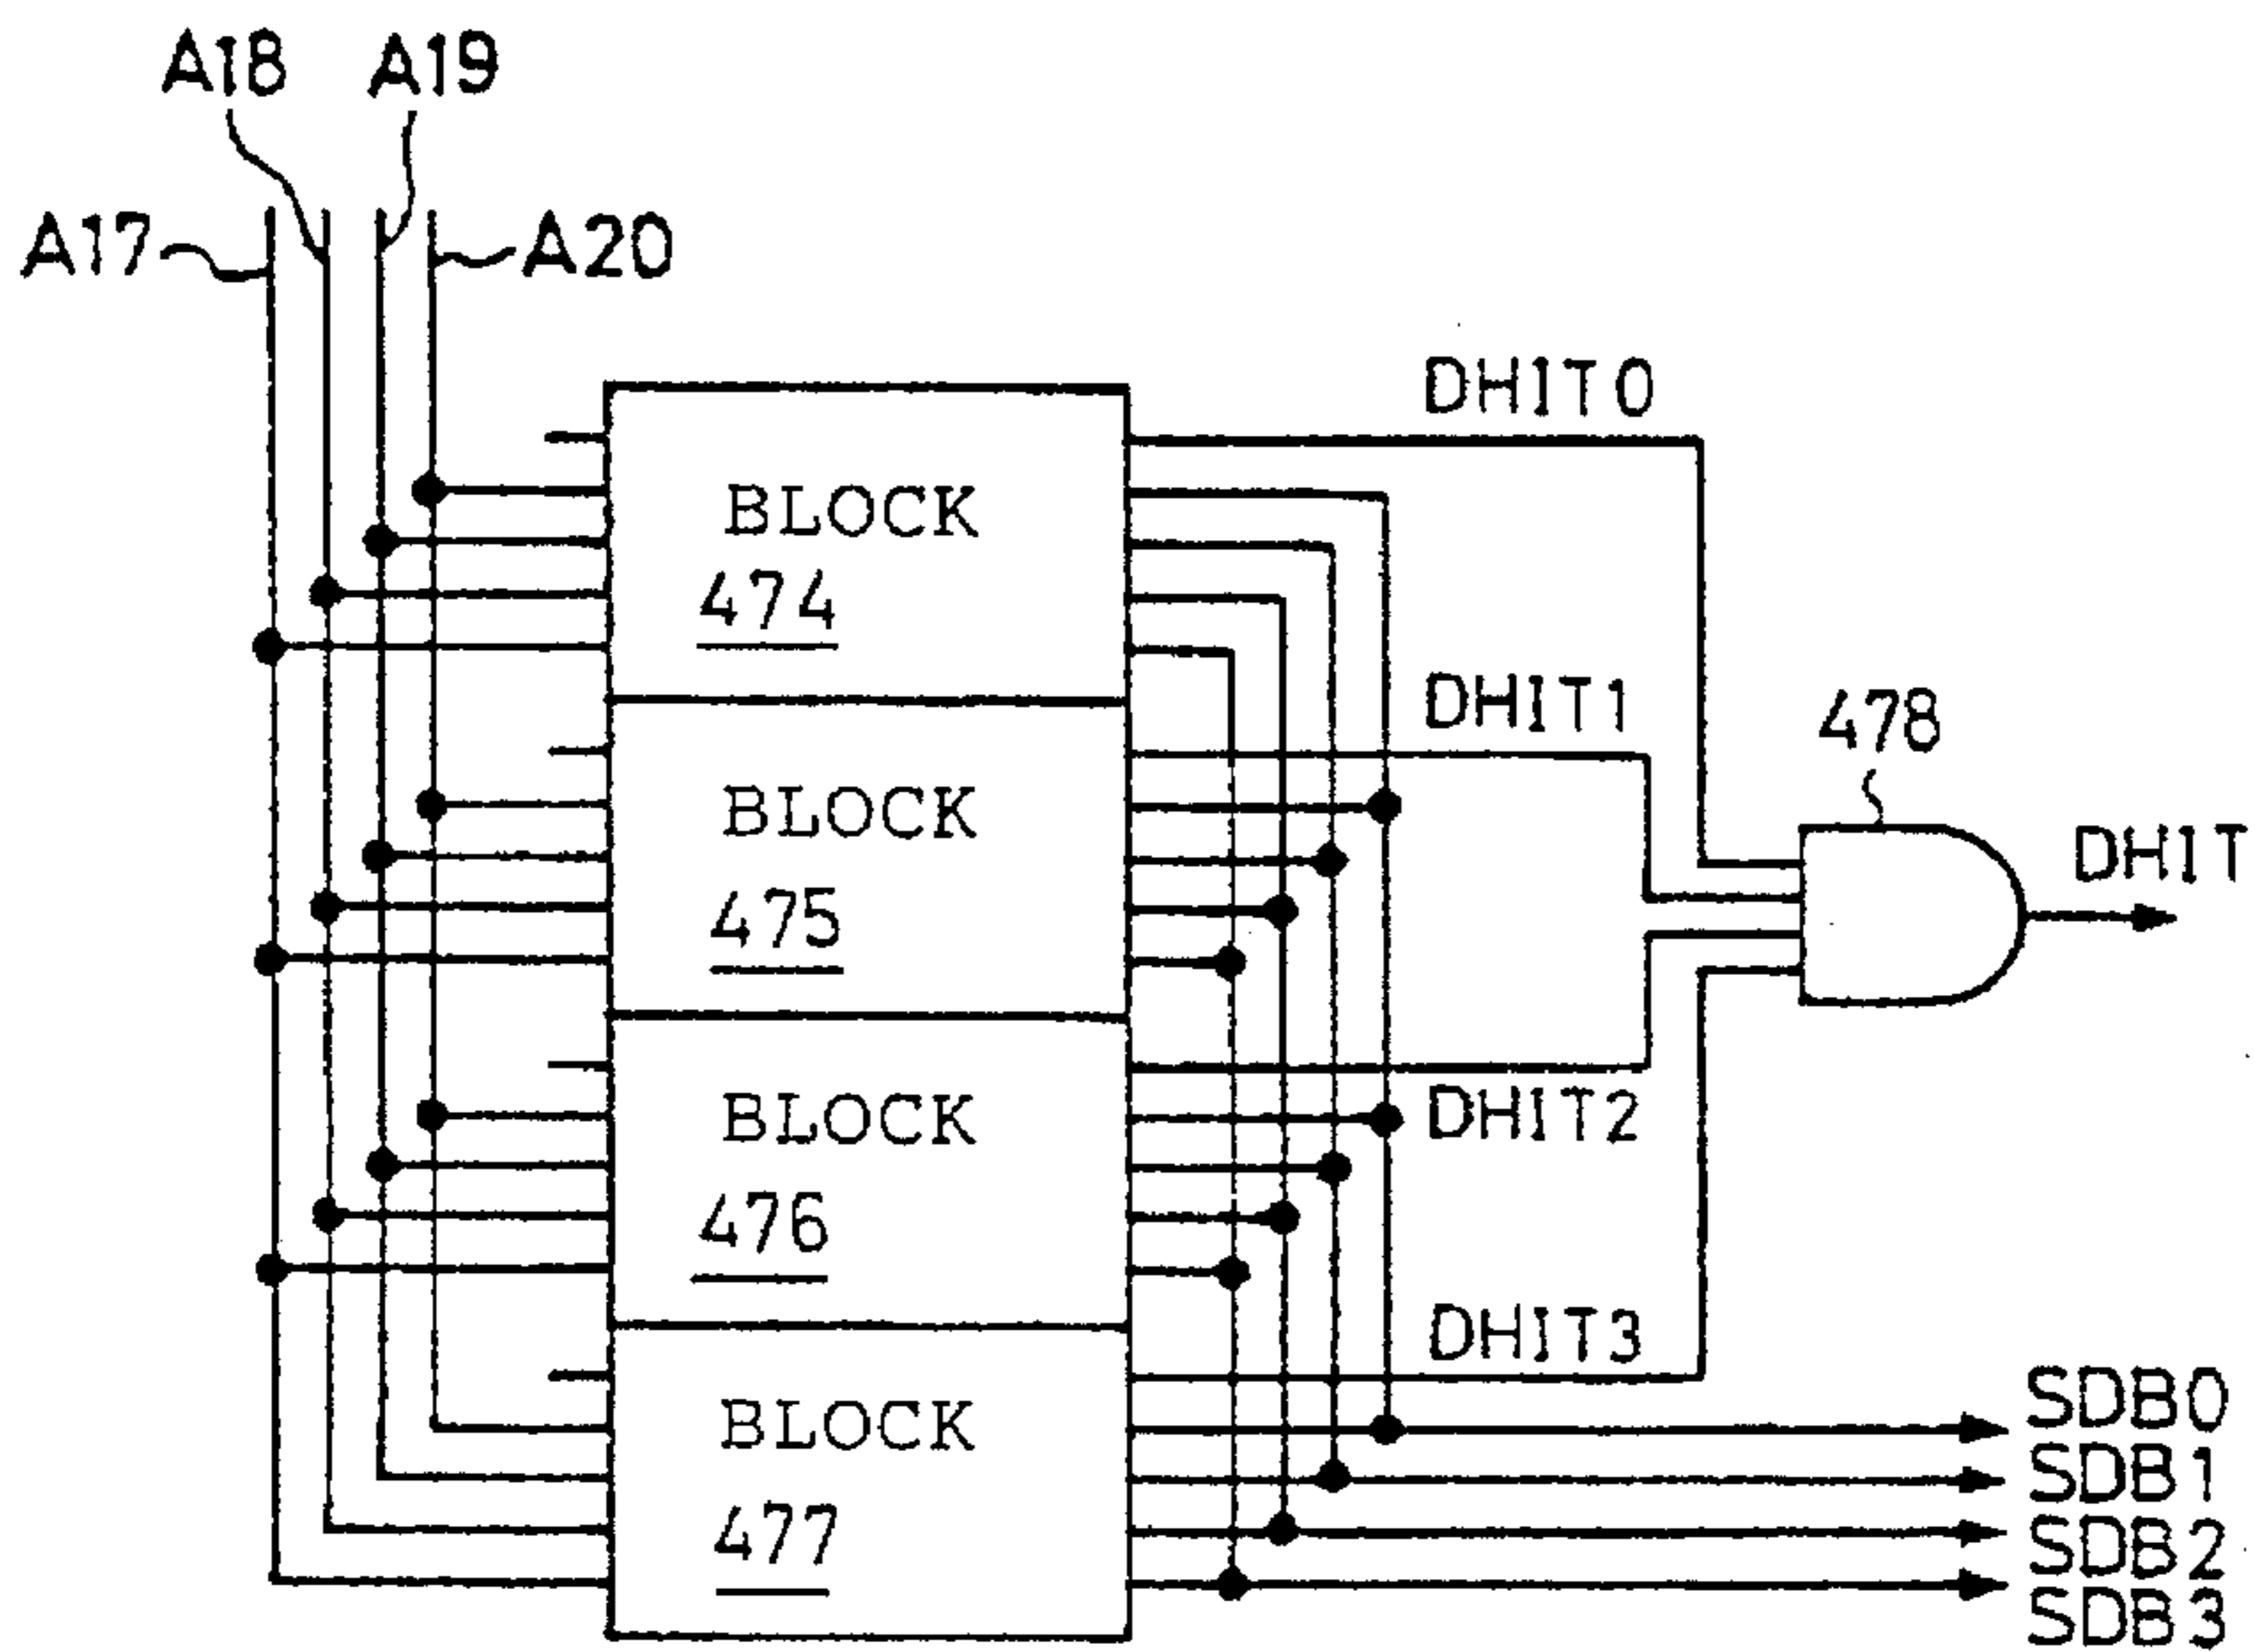 A18 A19
A17 A20
DHIT0
BLOCK
474
DHIT1
478
BLOCK
475
DHIT
BLOCK
476
DHIT2
DHIT3
BLOCK
477
SDB0
SDB1
SDB2
SDB3